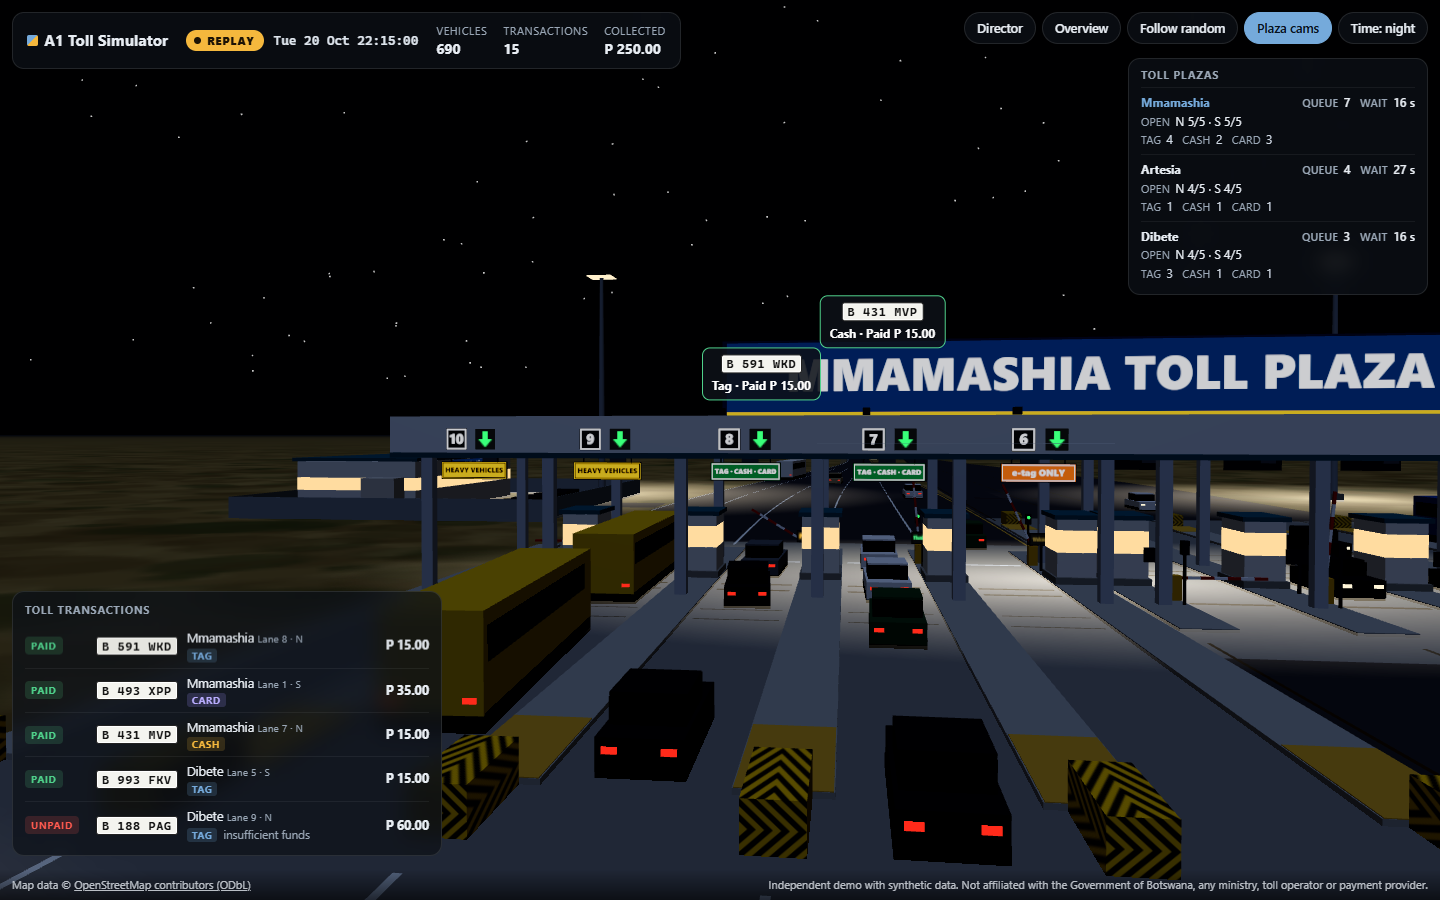 A1 Toll Simulator
REPLAY
Tue 20 Oct 22:15:00
VEHICLES
690
TRANSACTIONS
15
COLLECTED
P 250.00
Director
Overview
Follow random
Plaza cams
Time: night
TOLL PLAZAS
Mmamashia QUEUE 7 WAIT 16 s
OPEN N 5/5 · S 5/5
TAG 4 CASH 2 CARD 3
Artesia QUEUE 4 WAIT 27 s
OPEN N 4/5 · S 4/5
TAG 1 CASH 1 CARD 1
Dibete QUEUE 3 WAIT 16 s
OPEN N 4/5 · S 4/5
TAG 3 CASH 1 CARD 1
B 431 MVP
Cash · Paid P 15.00
B 591 WKD
Tag · Paid P 15.00
MMAMASHIA TOLL PLAZA
10
9
8
7
6
HEAVY VEHICLES
HEAVY VEHICLES
TAG · CASH · CARD
TAG · CASH · CARD
e-tag ONLY
TOLL TRANSACTIONS
PAID B 591 WKD Mmamashia Lane 8 · N P 15.00
TAG
PAID B 493 XPP Mmamashia Lane 1 · S P 35.00
CARD
PAID B 431 MVP Mmamashia Lane 7 · N P 15.00
CASH
PAID B 993 FKV Dibete Lane 5 · S P 15.00
TAG
UNPAID B 188 PAG Dibete Lane 9 · N P 60.00
TAG insufficient funds
Map data © OpenStreetMap contributors (ODbL)
Independent demo with synthetic data. Not affiliated with the Government of Botswana, any ministry, toll operator or payment provider.